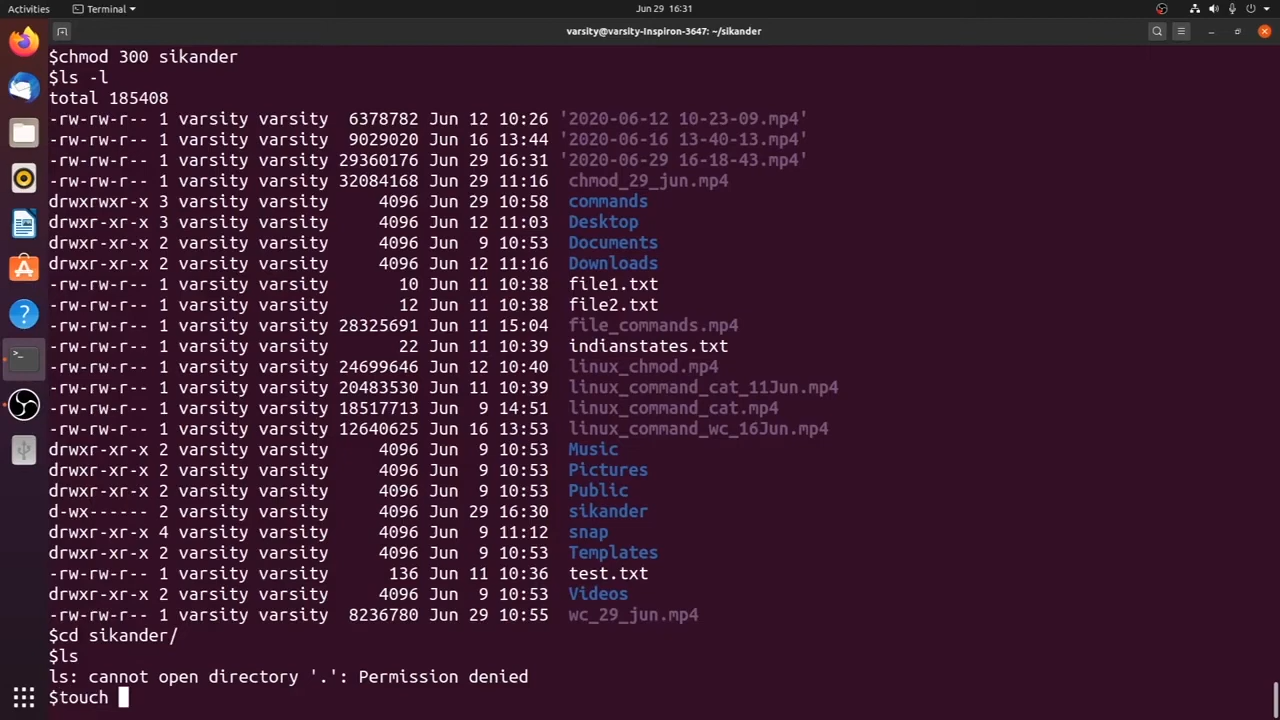 Activities
Terminal
Jun 29 16:31
varsity@varsity-Inspiron-3647: ~/sikander
$chmod 300 sikander
$ls -l
total 185408
-rw-rw-r-- 1 varsity varsity  6378782 Jun 12 10:26 '2020-06-12 10-23-09.mp4'
-rw-rw-r-- 1 varsity varsity  9029020 Jun 16 13:44 '2020-06-16 13-40-13.mp4'
-rw-rw-r-- 1 varsity varsity 29360176 Jun 29 16:31 '2020-06-29 16-18-43.mp4'
-rw-rw-r-- 1 varsity varsity 32084168 Jun 29 11:16 chmod_29_jun.mp4
drwxrwxr-x 3 varsity varsity     4096 Jun 29 10:58 commands
drwxr-xr-x 3 varsity varsity     4096 Jun 12 11:03 Desktop
drwxr-xr-x 2 varsity varsity     4096 Jun  9 10:53 Documents
drwxr-xr-x 2 varsity varsity     4096 Jun 12 11:16 Downloads
-rw-rw-r-- 1 varsity varsity       10 Jun 11 10:38 file1.txt
-rw-rw-r-- 1 varsity varsity       12 Jun 11 10:38 file2.txt
-rw-rw-r-- 1 varsity varsity 28325691 Jun 11 15:04 file_commands.mp4
-rw-rw-r-- 1 varsity varsity       22 Jun 11 10:39 indianstates.txt
-rw-rw-r-- 1 varsity varsity 24699646 Jun 12 10:40 linux_chmod.mp4
-rw-rw-r-- 1 varsity varsity 20483530 Jun 11 10:39 linux_command_cat_11Jun.mp4
-rw-rw-r-- 1 varsity varsity 18517713 Jun  9 14:51 linux_command_cat.mp4
-rw-rw-r-- 1 varsity varsity 12640625 Jun 16 13:53 linux_command_wc_16Jun.mp4
drwxr-xr-x 2 varsity varsity     4096 Jun  9 10:53 Music
drwxr-xr-x 2 varsity varsity     4096 Jun  9 10:53 Pictures
drwxr-xr-x 2 varsity varsity     4096 Jun  9 10:53 Public
d-wx------ 2 varsity varsity     4096 Jun 29 16:30 sikander
drwxr-xr-x 4 varsity varsity     4096 Jun  9 11:12 snap
drwxr-xr-x 2 varsity varsity     4096 Jun  9 10:53 Templates
-rw-rw-r-- 1 varsity varsity      136 Jun 11 10:36 test.txt
drwxr-xr-x 2 varsity varsity     4096 Jun  9 10:53 Videos
-rw-rw-r-- 1 varsity varsity  8236780 Jun 29 10:55 wc_29_jun.mp4
$cd sikander/
$ls
ls: cannot open directory '.': Permission denied
$touch